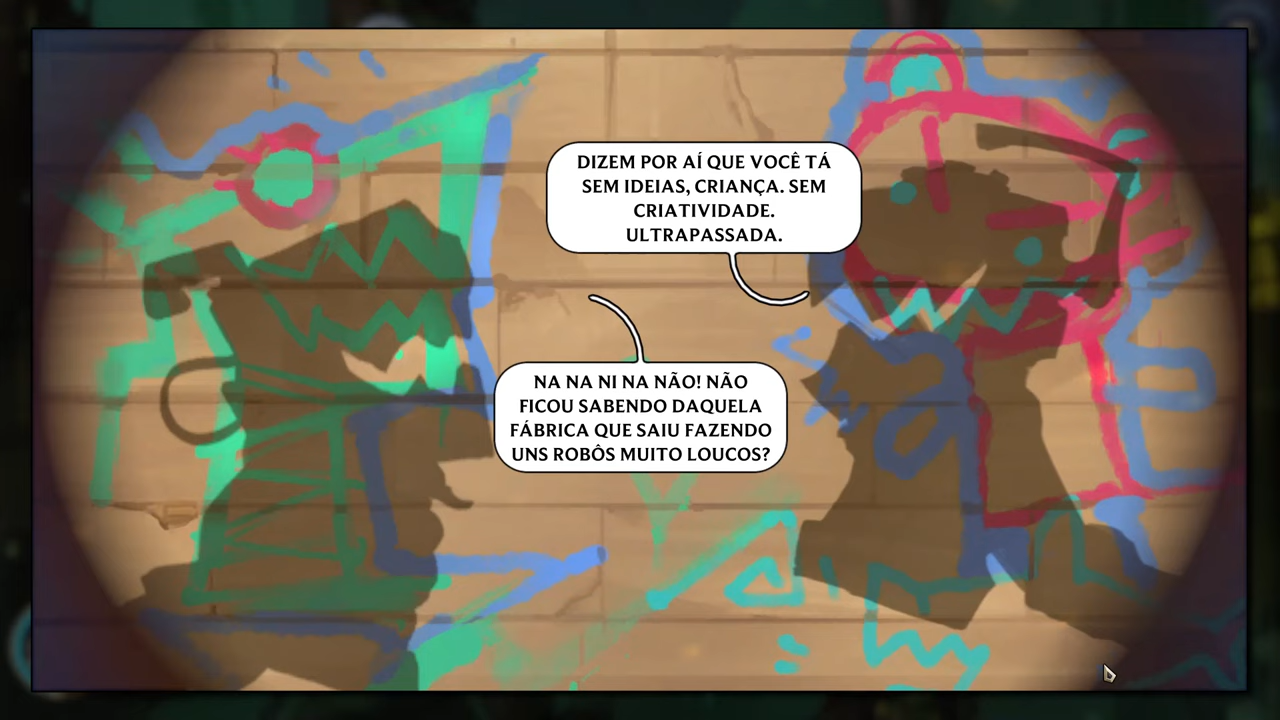 DIZEM POR AÍ QUE VOCÊ TÁ
SEM IDEIAS, CRIANÇA. SEM
CRIATIVIDADE.
ULTRAPASSADA.
NA NA NI NA NÃO! NÃO
FICOU SABENDO DAQUELA
FÁBRICA QUE SAIU FAZENDO
UNS ROBÔS MUITO LOUCOS?